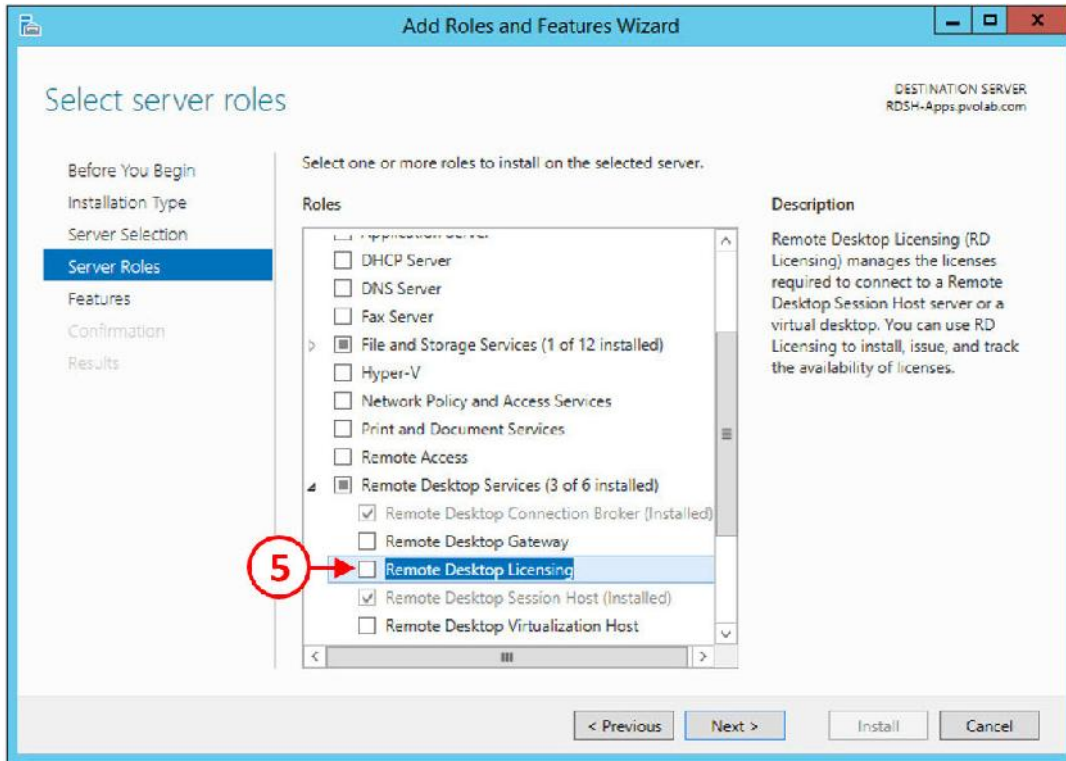 Add Roles and Features Wizard
Select server roles
DESTINATION SERVER
RDSH-Apps.pvolab.com
Before You Begin
Installation Type
Server Selection
Server Roles
Features
Confirmation
Results
Select one or more roles to install on the selected server.
Roles
Application Server
DHCP Server
DNS Server
Fax Server
File and Storage Services (1 of 12 installed)
Hyper-V
Network Policy and Access Services
Print and Document Services
Remote Access
Remote Desktop Services (3 of 6 installed)
Remote Desktop Connection Broker (Installed)
Remote Desktop Gateway
5
Remote Desktop Licensing
Remote Desktop Session Host (Installed)
Remote Desktop Virtualization Host
Description
Remote Desktop Licensing (RD
Licensing) manages the licenses
required to connect to a Remote
Desktop Session Host server or a
virtual desktop. You can use RD
Licensing to install, issue, and track
the availability of licenses.
< Previous
Next >
Install
Cancel